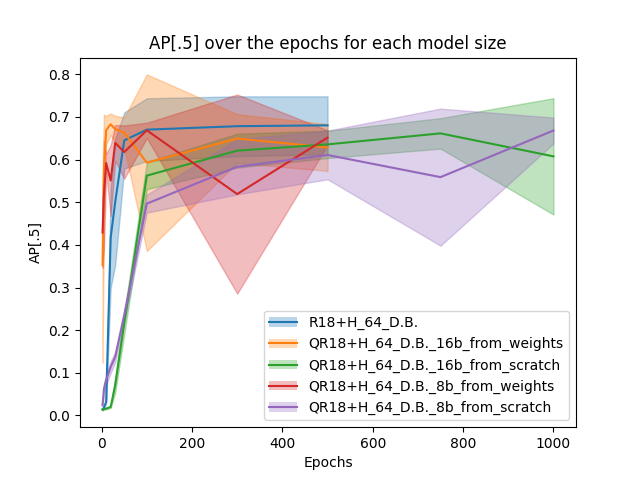 AP[.5] over the epochs for each model size
AP[.5]
0.8
0.7
0.6
0.5
0.4
0.3
0.2
0.1
0.0
R18+H_64_D.B.
QR18+H_64_D.B._16b_from_weights
QR18+H_64_D.B._16b_from_scratch
QR18+H_64_D.B._8b_from_weights
QR18+H_64_D.B._8b_from_scratch
0 200 400 600 800 1000
Epochs